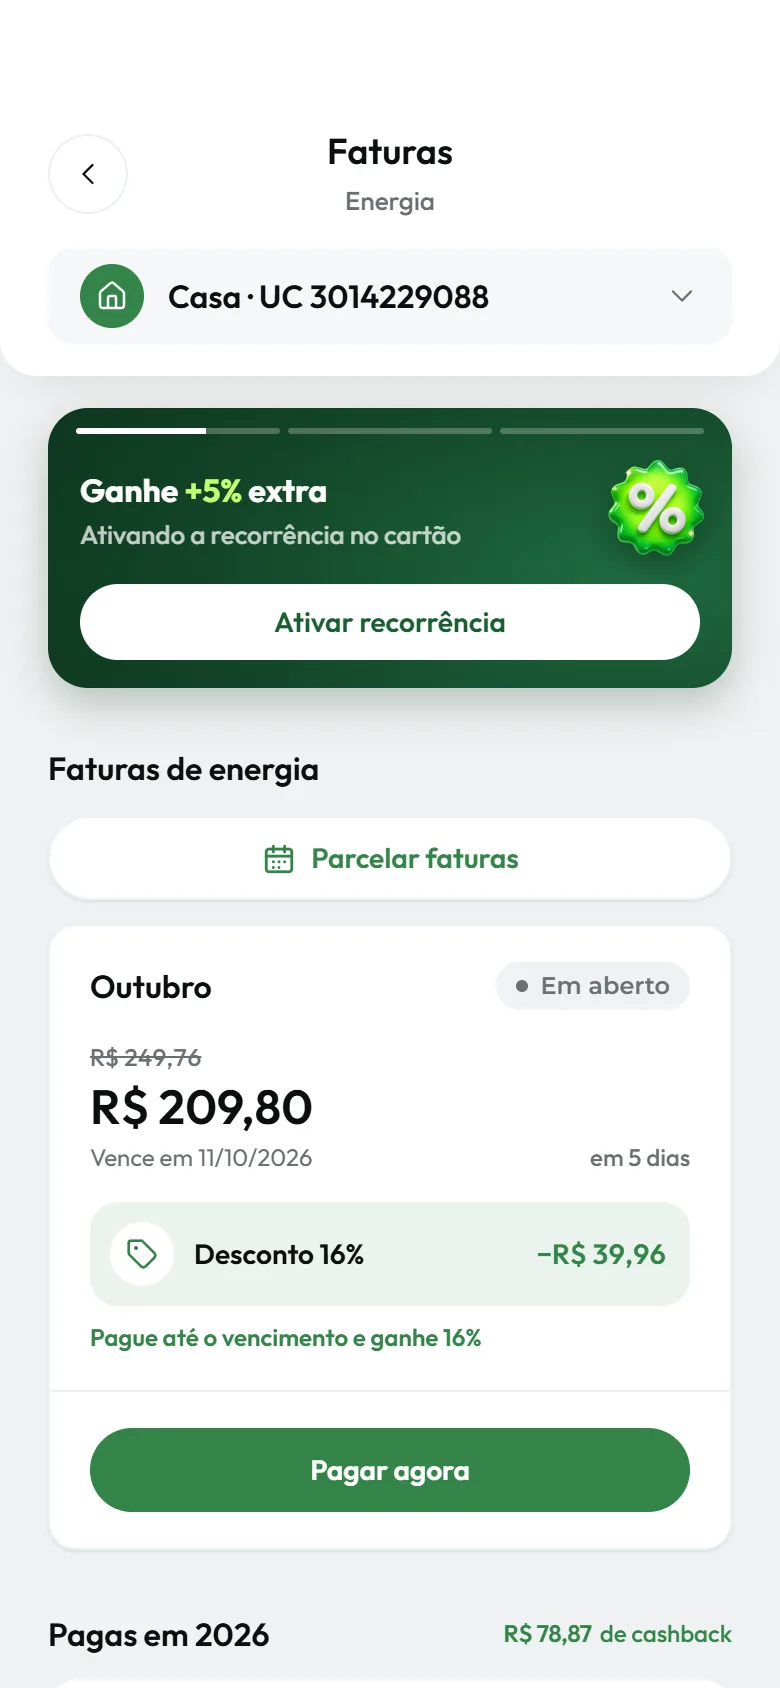 Faturas
Energia
Casa · UC 3014229088
Ganhe +5% extra
Ativando a recorrência no cartão
%
Ativar recorrência
Faturas de energia
Parcelar faturas
Outubro
Em aberto
R$ 249,76
R$ 209,80
Vence em 11/10/2026
em 5 dias
Desconto 16%
−R$ 39,96
Pague até o vencimento e ganhe 16%
Pagar agora
Pagas em 2026
R$ 78,87 de cashback